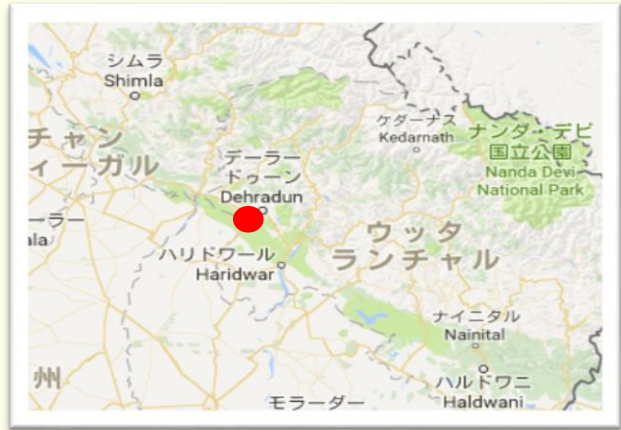 シムラ
Shimla
ケダーナス
Kedarnath
ナンダ・デビ
国立公園
Nanda Devi
National Park
チャン
ィーガル
デーラー
ドゥーン
Dehradun
ーラー
ala
ウッタ
ランチャル
ハリドワール
Haridwar
ナイニタル
Nainital
州
ハルドワニ
Haldwani
モラーダー